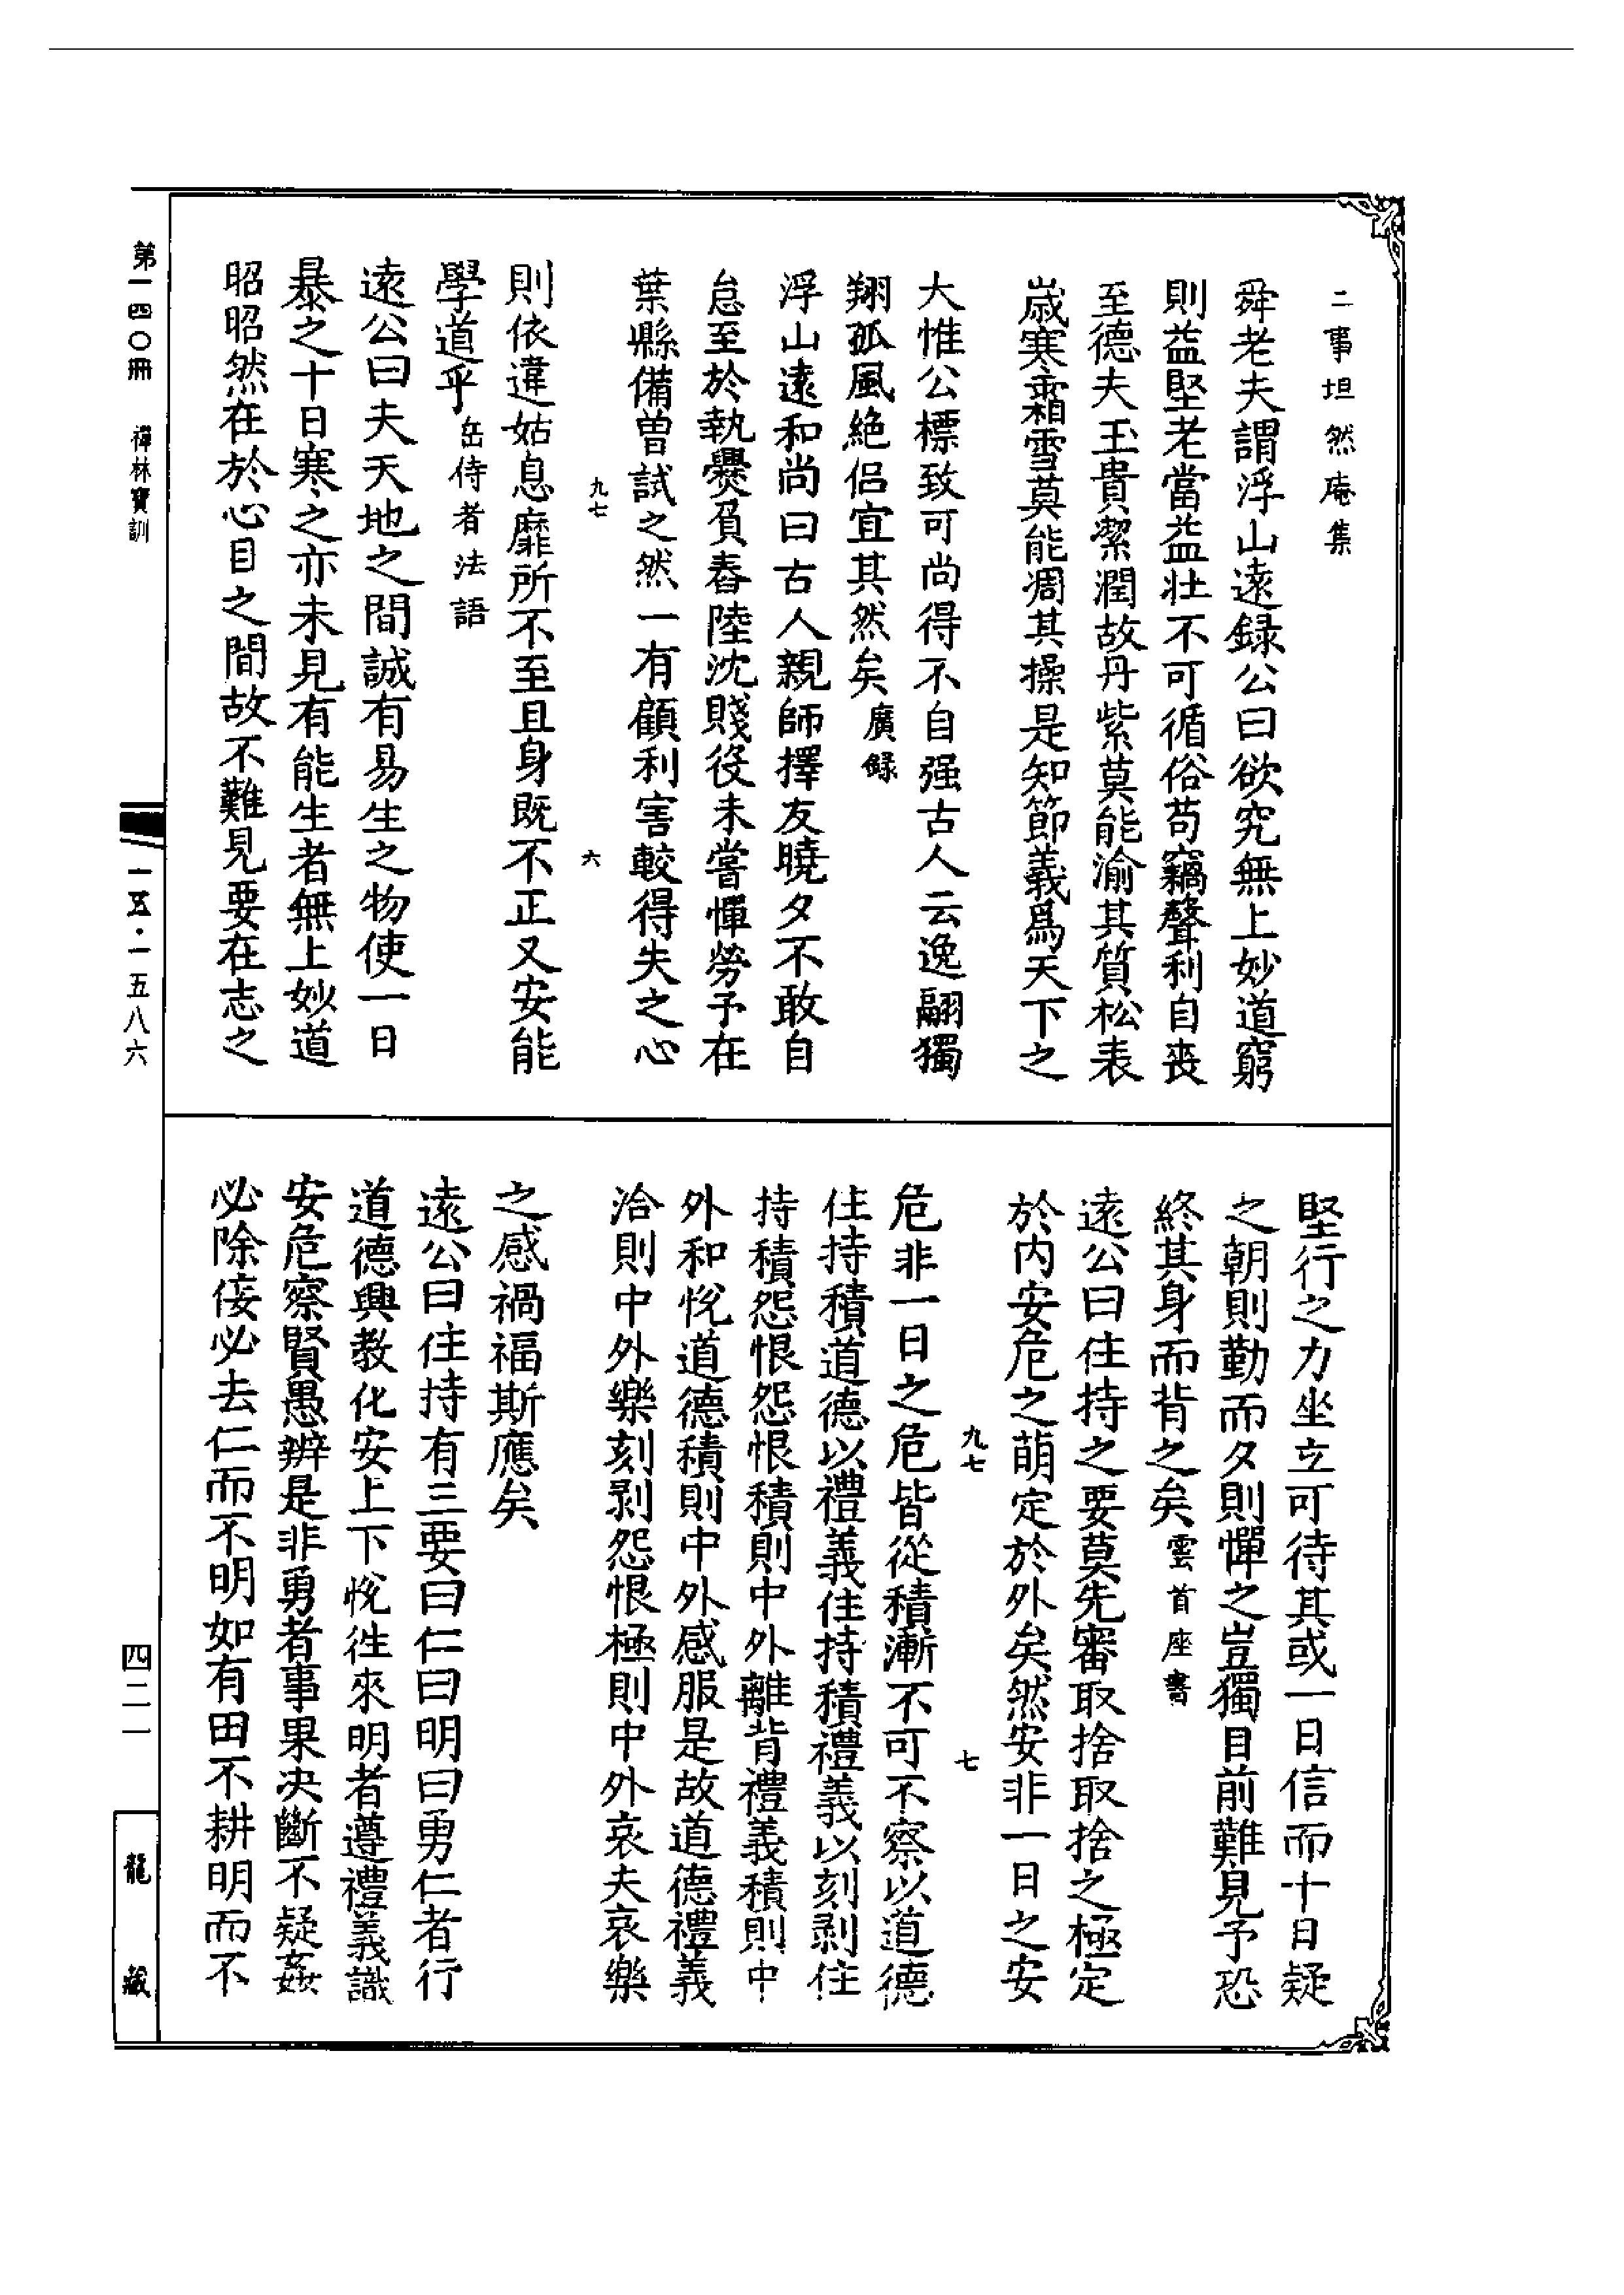 二事坦然庵集
舜老夫謂浮山遠録公曰欲究無上妙道窮
則益堅老當益壯不可循俗苟竊聲利自喪
至德夫玉貴潔潤故丹紫莫能渝其質松表
歲寒霜雪莫能凋其操是知節義爲天下之
大惟公標致可尚得不自强古人云逸翮獨
翔孤風絶侣宜其然矣廣録
浮山遠和尚曰古人親師擇友曉夕不敢自
怠至於執爨負舂陸沈賤役未嘗憚勞予在
葉縣備曾試之然一有顧利害較得失之心
九七 六
則依違姑息靡所不至且身既不正又安能
學道乎岳侍者法語
遠公曰夫天地之間誠有易生之物使一日
暴之十日寒之亦未見有能生者無上妙道
昭昭然在於心目之間故不難見要在志之
堅行之力坐立可待其或一日信而十日疑
之朝則勤而夕則憚之豈獨目前難見予恐
終其身而背之矣雲首座書
遠公曰住持之要莫先審取捨取捨之極定
於内安危之萌定於外矣然安非一日之安
九七 七
危非一日之危皆從積漸不可不察以道德
住持積道德以禮義住持積禮義以刻剥住
持積怨恨怨恨積則中外離背禮義積則中
外和悅道德積則中外感服是故道德禮義
洽則中外樂刻剥怨恨極則中外哀夫哀樂
之感禍福斯應矣
遠公曰住持有三要曰仁曰明曰勇仁者行
道德興教化安上下悅徃來明者遵禮義識
安危察賢愚辨是非勇者事果决斷不疑姦
必除佞必去仁而不明如有田不耕明而不
第一四〇冊 禪林寶訓
一五·一五八六
四二一
龍藏